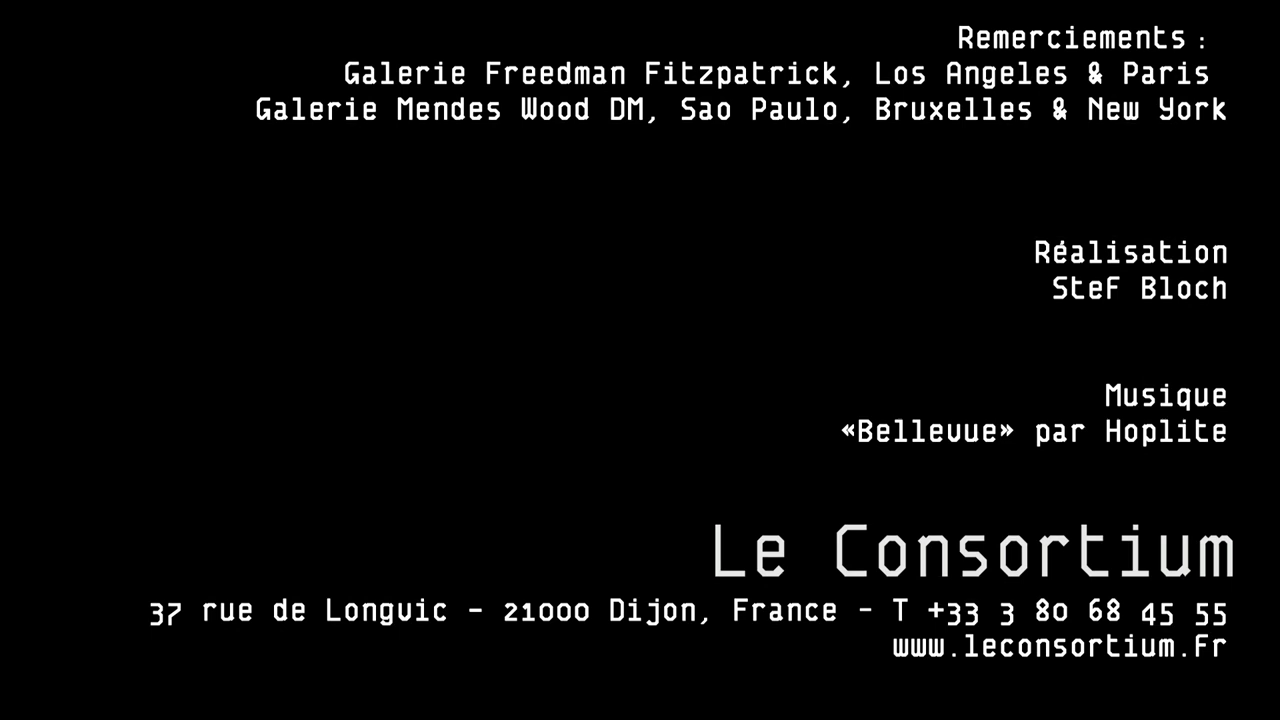 Remerciements :
Galerie Freedman Fitzpatrick, Los Angeles & Paris
Galerie Mendes Wood DM, Sao Paulo, Bruxelles & New York
Réalisation
Stef Bloch
Musique
«Bellevue» par Hoplite
Le Consortium
37 rue de Longvic - 21000 Dijon, France - T +33 3 80 68 45 55
www.leconsortium.fr